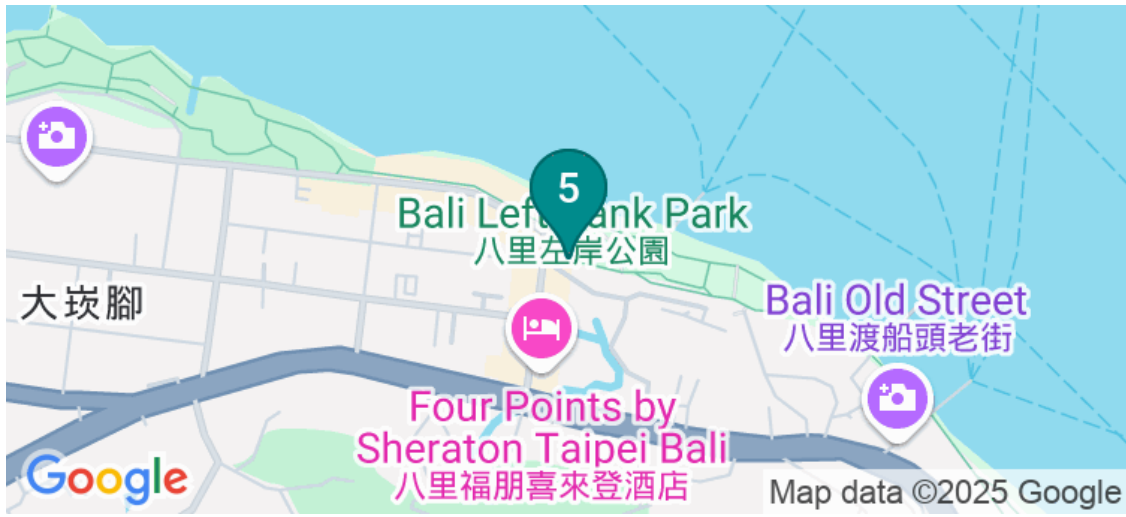 5
Bali Left Bank Park
八里左岸公園
大崁腳
Bali Old Street
八里渡船頭老街
Four Points by
Sheraton Taipei Bali
八里福朋喜來登酒店
Google
Map data ©2025 Google